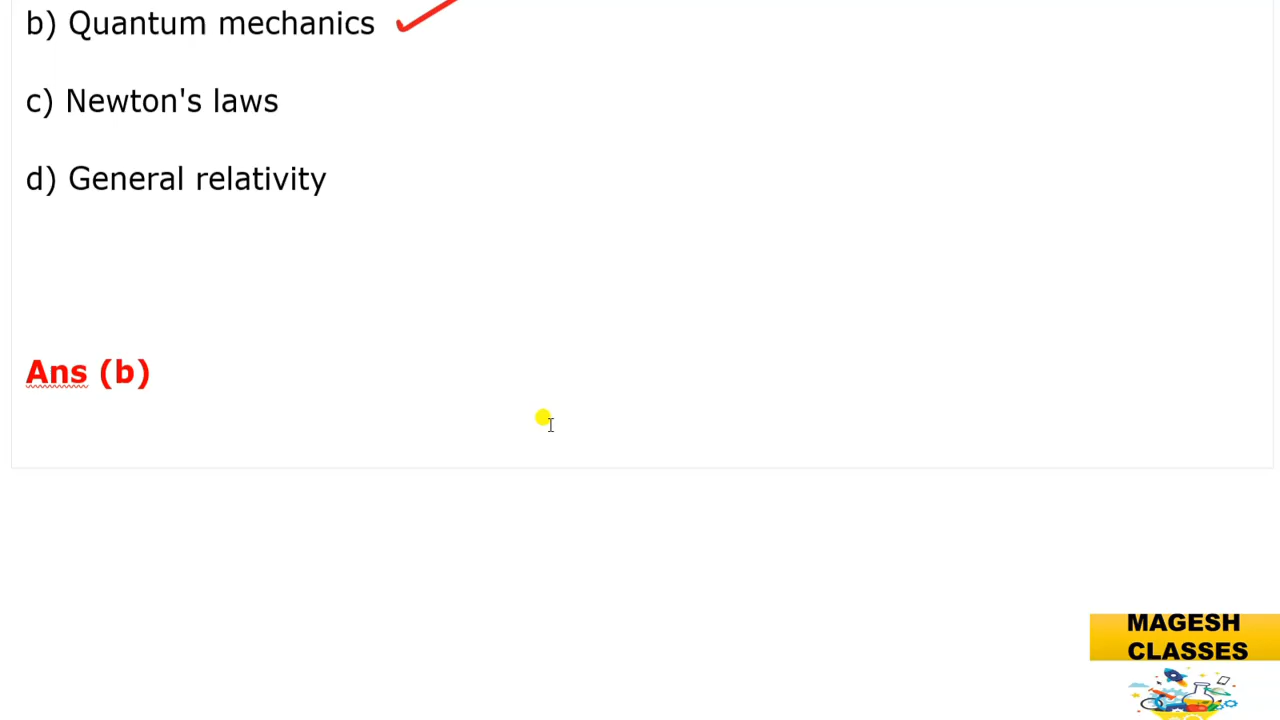 b) Quantum mechanics
c) Newton's laws
d) General relativity
Ans (b)
MAGESH
CLASSES